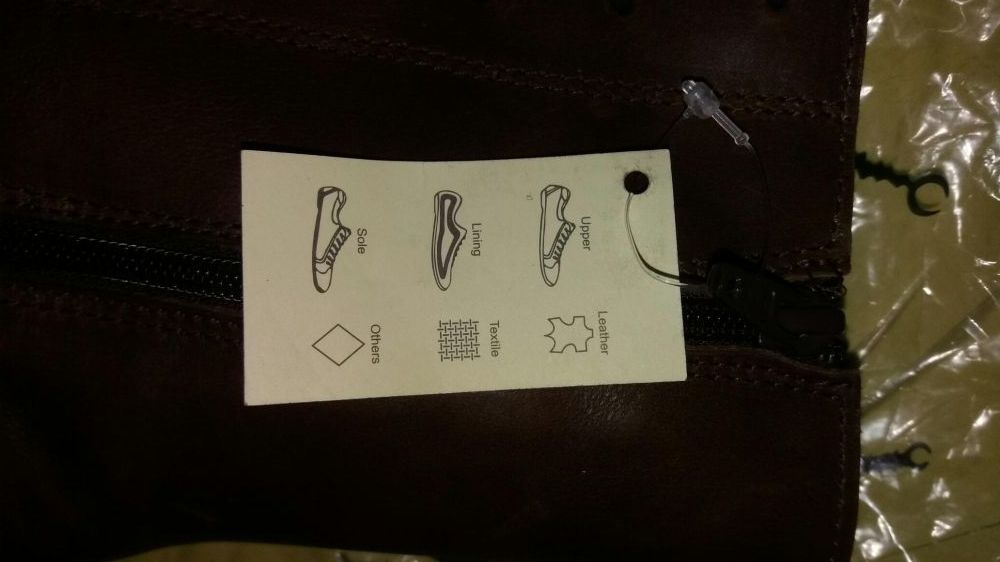 Upper Leather
Lining Textile
Sole Others